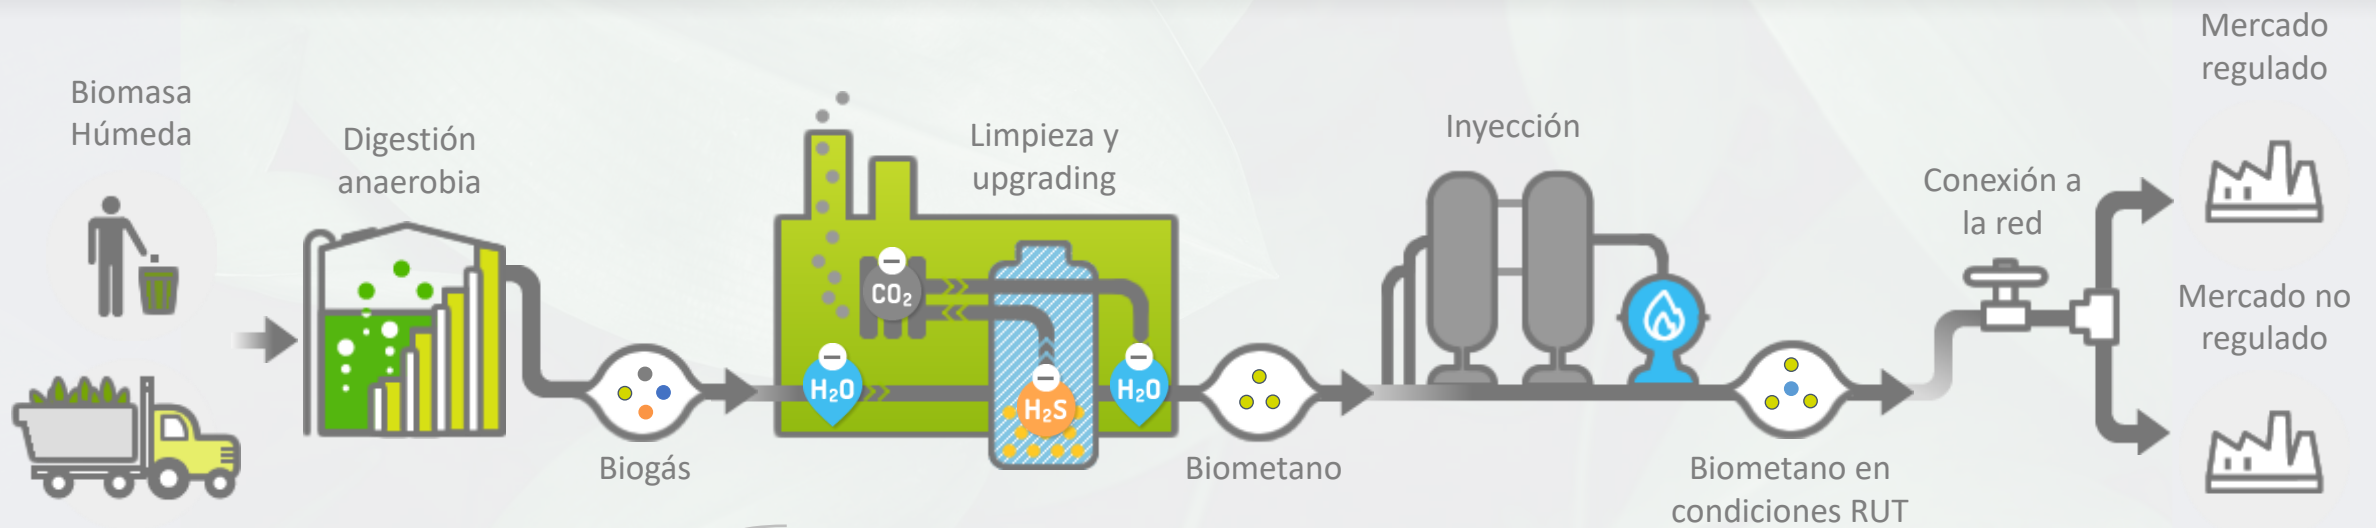 Biomasa
Húmeda
Digestión
anaerobia
Biogás
Limpieza y
upgrading
CO₂
H₂O
H₂S
H₂O
Biometano
Inyección
Biometano en
condiciones RUT
Conexión a
la red
Mercado
regulado
Mercado no
regulado